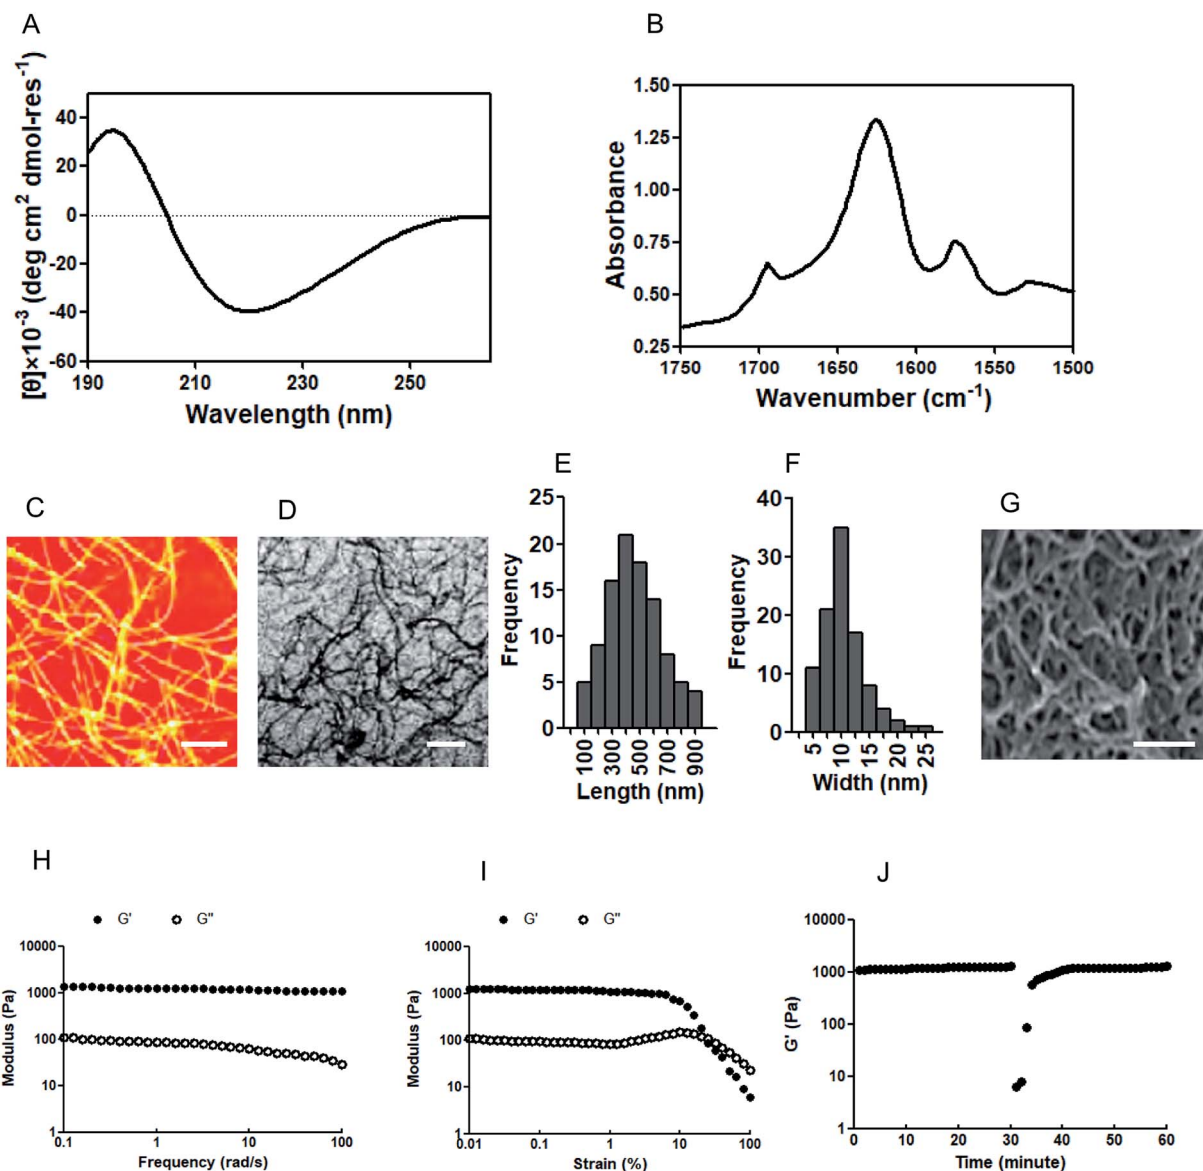 A
[θ]×10⁻³ (deg cm² dmol-res⁻¹)
40
20
0
-20
-40
-60
190 210 230 250
Wavelength (nm)
B
Absorbance
1.50
1.25
1.00
0.75
0.50
0.25
1750 1700 1650 1600 1550 1500
Wavenumber (cm⁻¹)
C
D
E
Frequency
25
20
15
10
5
0
100 300 500 700 900
Length (nm)
F
Frequency
40
30
20
10
0
5 10 15 20 25
Width (nm)
G
H
G' G"
Modulus (Pa)
10000
1000
100
10
1
0.1 1 10 100
Frequency (rad/s)
I
G' G"
Modulus (Pa)
10000
1000
100
10
1
0.01 0.1 1 10 100
Strain (%)
J
G' (Pa)
10000
1000
100
10
1
0 10 20 30 40 50 60
Time (minute)